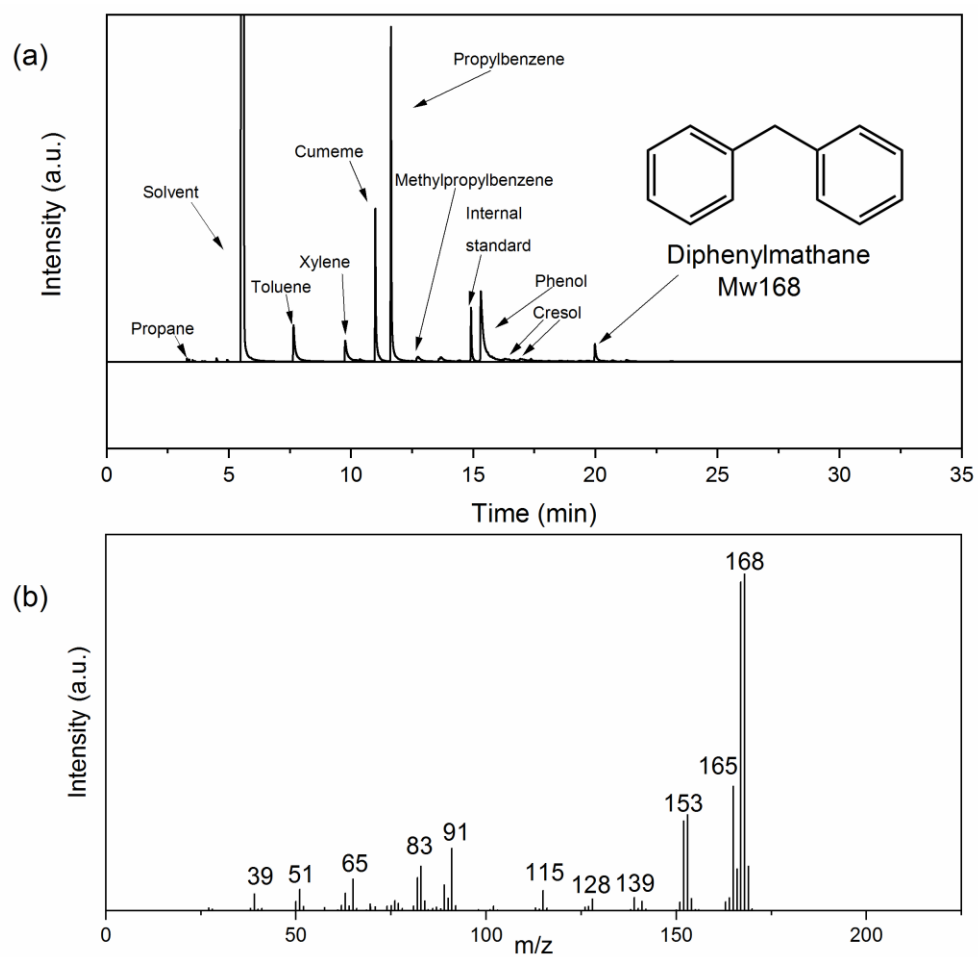 (a)
Intensity (a.u.)
Propane
Solvent
Toluene
Xylene
Cumeme
Propylbenzene
Methylpropylbenzene
Internal
standard
Phenol
Cresol
Diphenylmathane
Mw168
0 5 10 15 20 25 30 35
Time (min)
(b)
Intensity (a.u.)
39
51
65
83
91
115
128
139
153
165
168
0 50 100 150 200
m/z